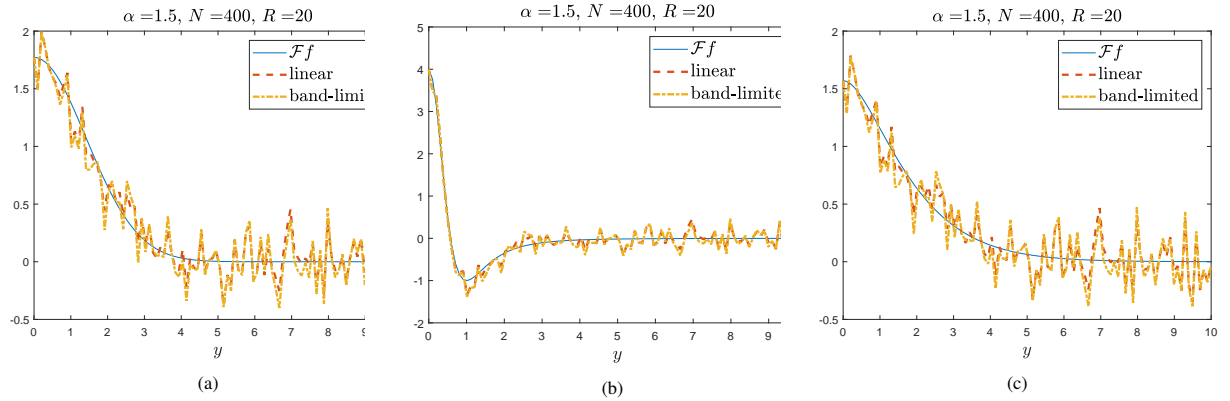 α =1.5, N =400, R =20
2
1.5
1
0.5
0
-0.5
0 1 2 3 4 5 6 7 8 9
y
Ff
linear
band-limi
(a)
α =1.5, N =400, R =20
5
4
3
2
1
0
-1
-2
0 1 2 3 4 5 6 7 8 9
y
Ff
linear
band-limite
(b)
α =1.5, N =400, R =20
2
1.5
1
0.5
0
-0.5
0 1 2 3 4 5 6 7 8 9 10
y
Ff
linear
band-limited
(c)